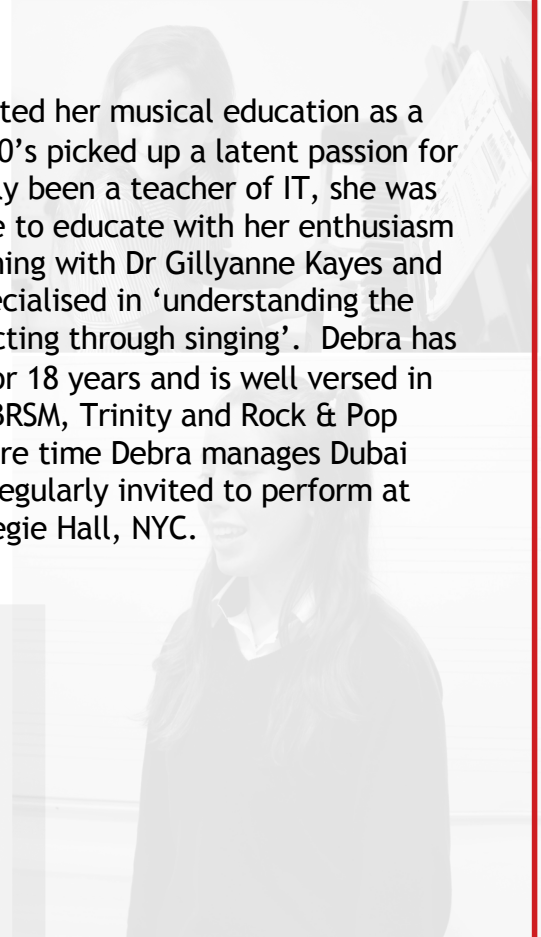 ted her musical education as a
0’s picked up a latent passion for
ly been a teacher of IT, she was
e to educate with her enthusiasm
ning with Dr Gillyanne Kayes and
ecialised in ‘understanding the
cting through singing’.  Debra has
or 18 years and is well versed in
BRSM, Trinity and Rock & Pop
re time Debra manages Dubai
regularly invited to perform at
egie Hall, NYC.